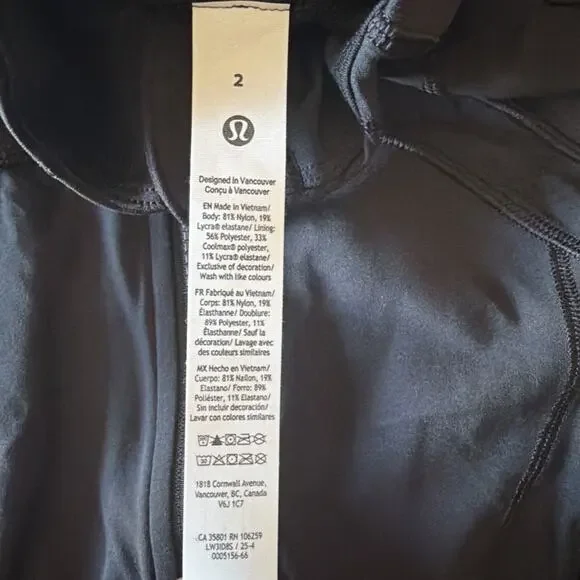 2
Designed in Vancouver
Conçu à Vancouver
EN Made in Vietnam/
Body: 81% Nylon, 19%
Lycra® elastane/ Lining:
56% Polyester, 33%
Coolmax® polyester,
11% Lycra® elastane/
Exclusive of decoration/
Wash with like colours
FR Fabriqué au Vietnam/
Corps: 81% Nylon, 19%
Élasthanne/ Doublure:
89% Polyester, 11%
Élasthanne/ Sauf la
décoration/ Lavage avec
des couleurs similaires
MX Hecho en Vietnam/
Cuerpo: 81% Nailon, 19%
Elastano/ Forro: 89%
Poliéster, 11% Elastano/
Sin incluir decoración/
Lavar con colores similares
30
1818 Cornwall Avenue,
Vancouver, BC, Canada
V6J 1C7
CA 35801 RN 106259
LW3ID8S / 25-4
0005156-66